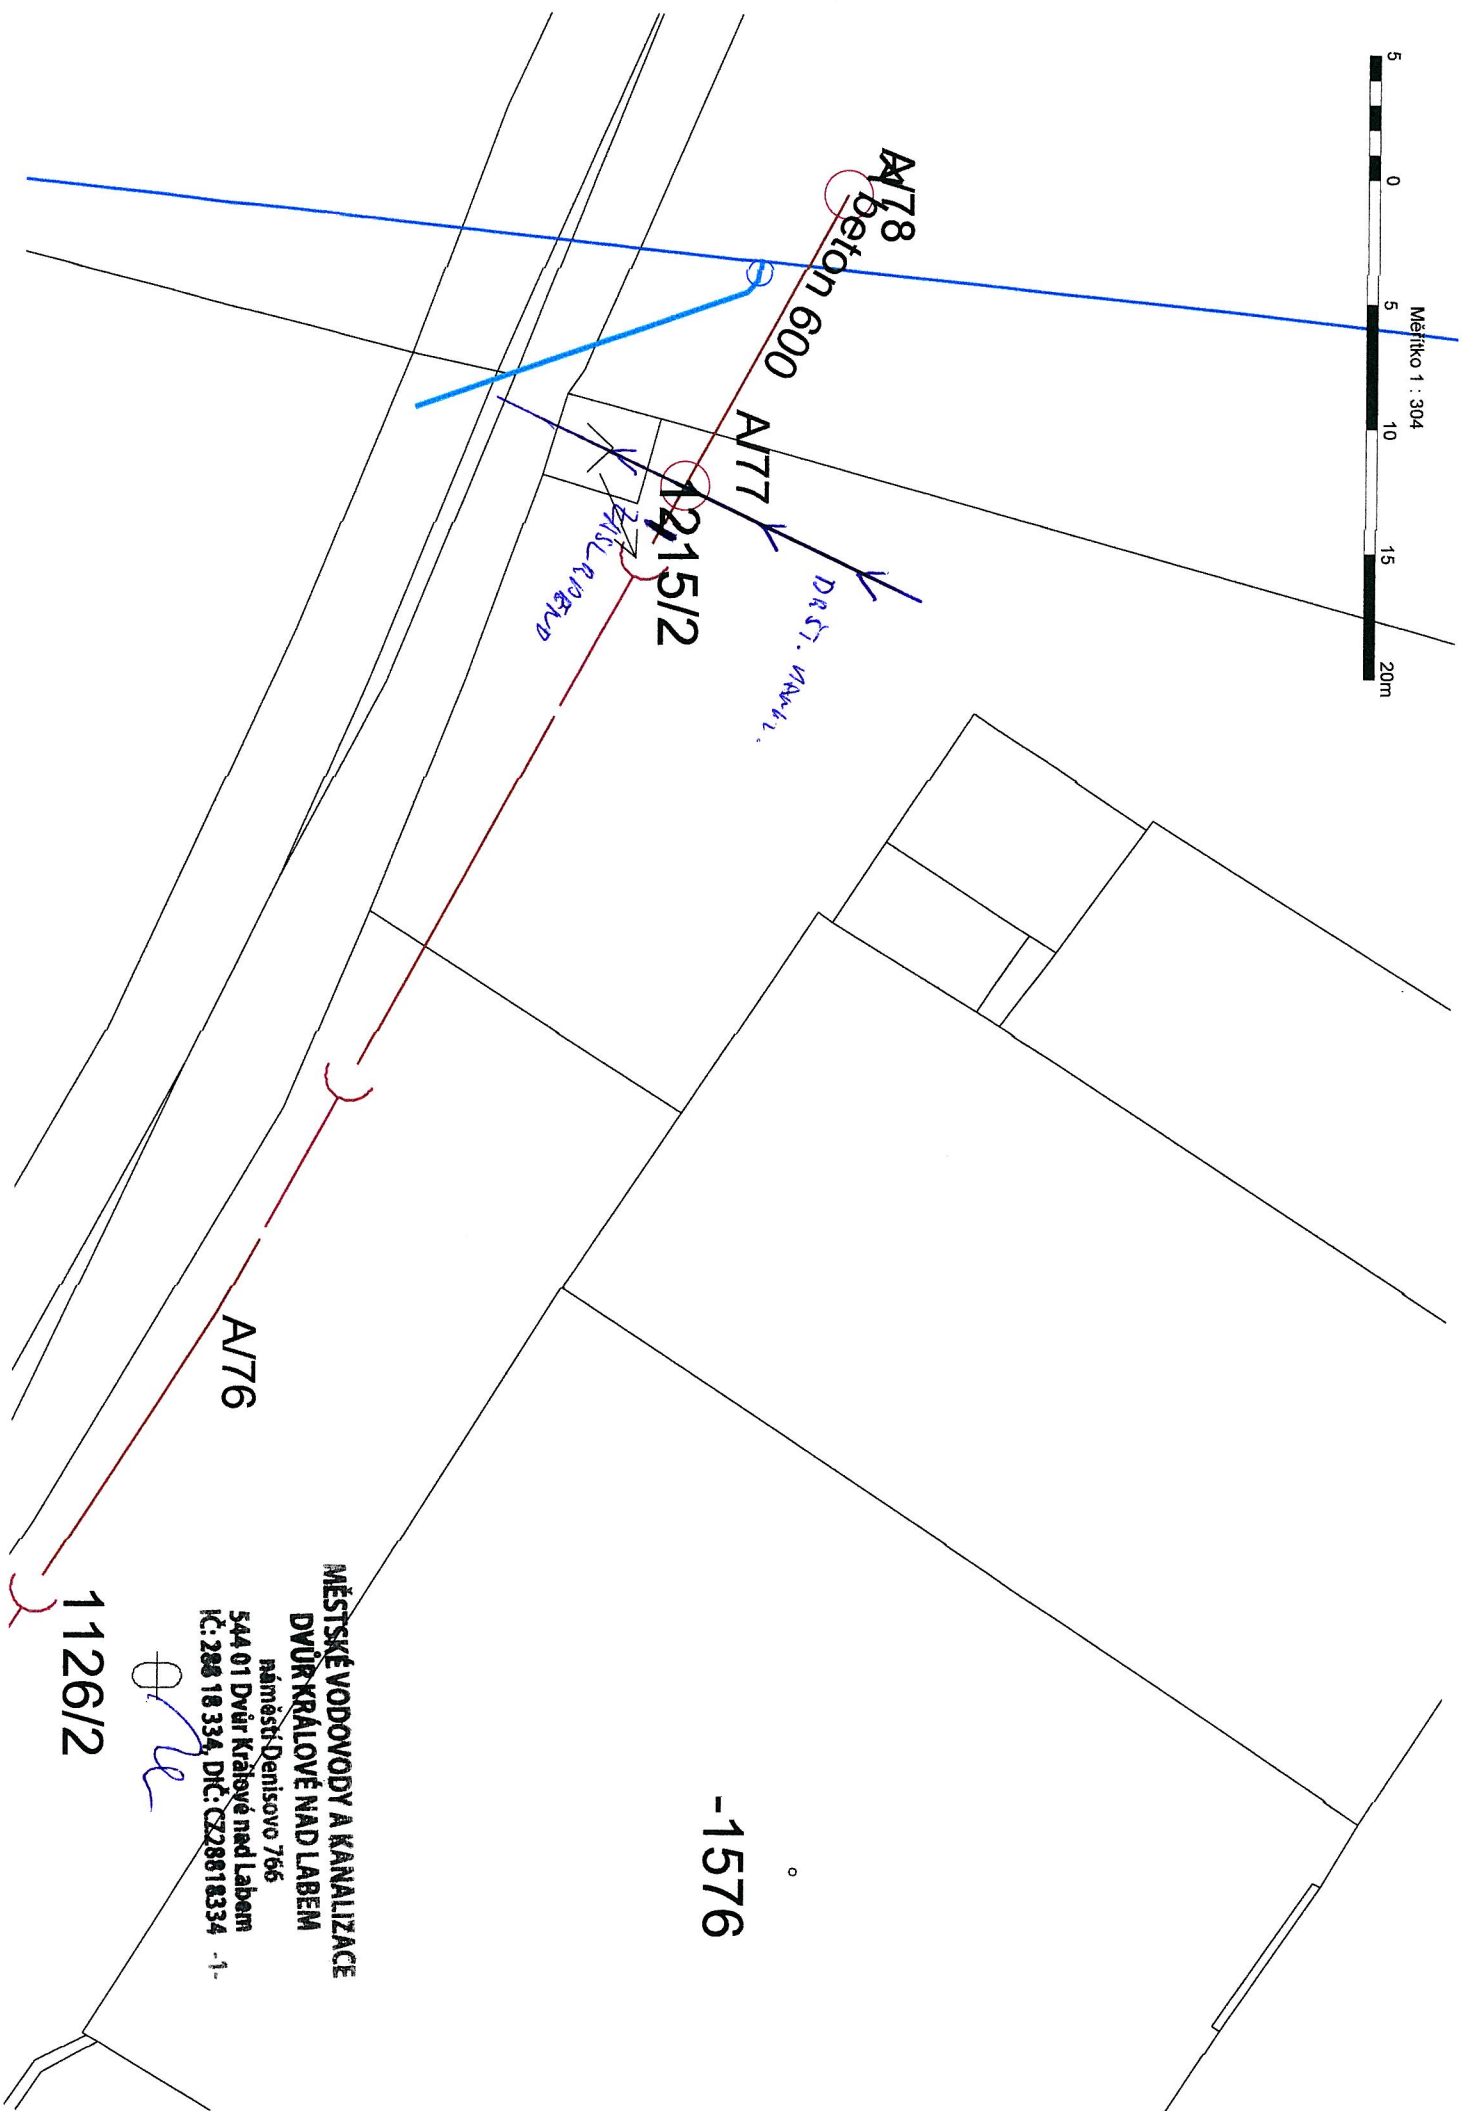 Měřítko 1 : 304
5 0 5 10 15 20m
A/78
beton 600
A/77
1215/2
A/76
1126/2
-1576
MĚSTSKÉ VODOVODY A KANALIZACE
DVŮR KRÁLOVÉ NAD LABEM
náměstí Denisovo 766
544 01 Dvůr Králové nad Labem
IČ: 288 18 334, DIČ: CZ28818334 -1-